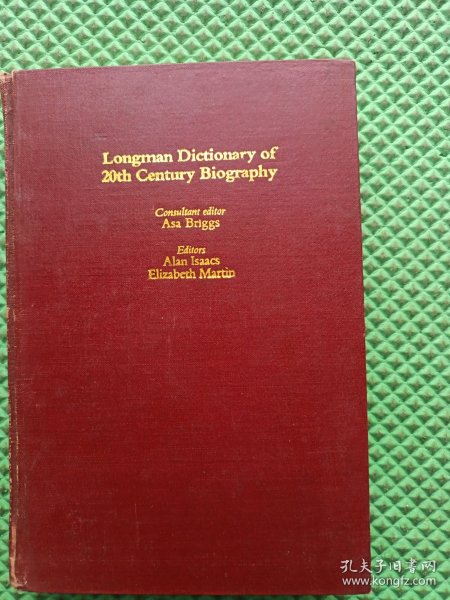 Longman Dictionary of
20th Century Biography
Consultant editor
Asa Briggs
Editors
Alan Isaacs
Elizabeth Martin
孔夫子旧书网
www.kongfz.com